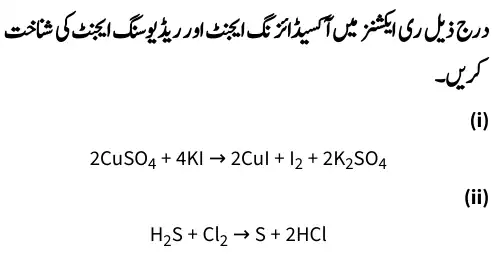 درج ذیل ری ایکشنز میں آکسیڈائزنگ ایجنٹ اور ریڈیوسنگ ایجنٹ کی شناخت
کریں۔
(i)
2CuSO₄ + 4KI → 2CuI + I₂ + 2K₂SO₄
(ii)
H₂S + Cl₂ → S + 2HCl